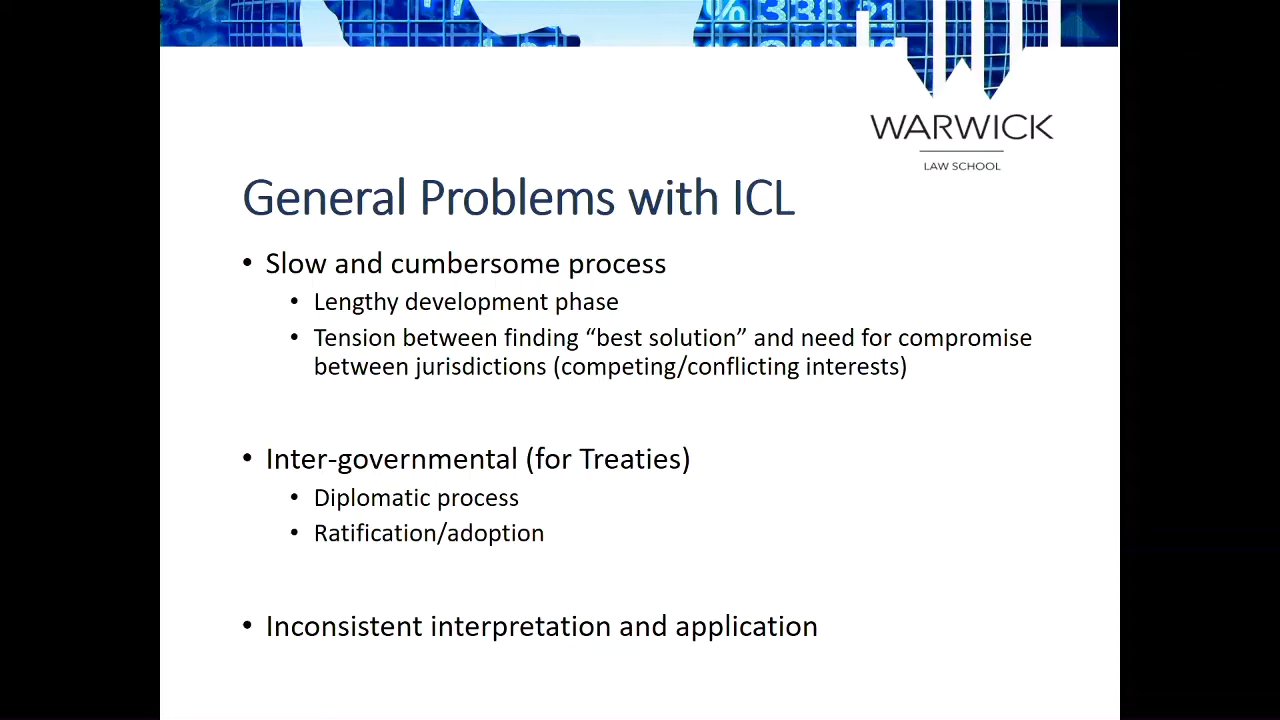 % 338.21
WARWICK
LAW SCHOOL
General Problems with ICL
• Slow and cumbersome process
• Lengthy development phase
• Tension between finding “best solution” and need for compromise
between jurisdictions (competing/conflicting interests)
• Inter-governmental (for Treaties)
• Diplomatic process
• Ratification/adoption
• Inconsistent interpretation and application